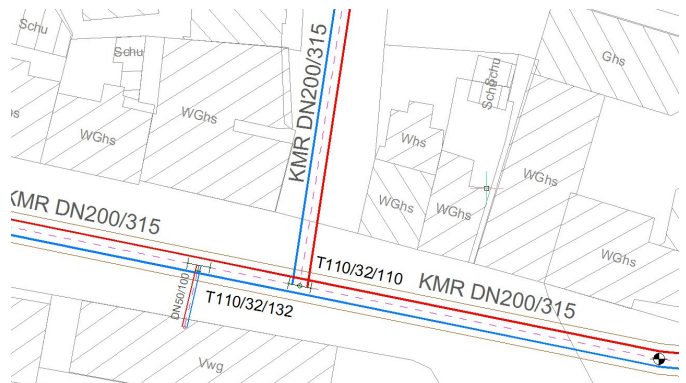 Schu
Schu
KMR DN200/315
Schu
Schu
Ghs
WGhs
WGhs
Whs
WGhs
WGhs
WGhs
WGhs
KMR DN200/315
T110/32/110
KMR DN200/315
DN50/100
T110/32/132
Vwg